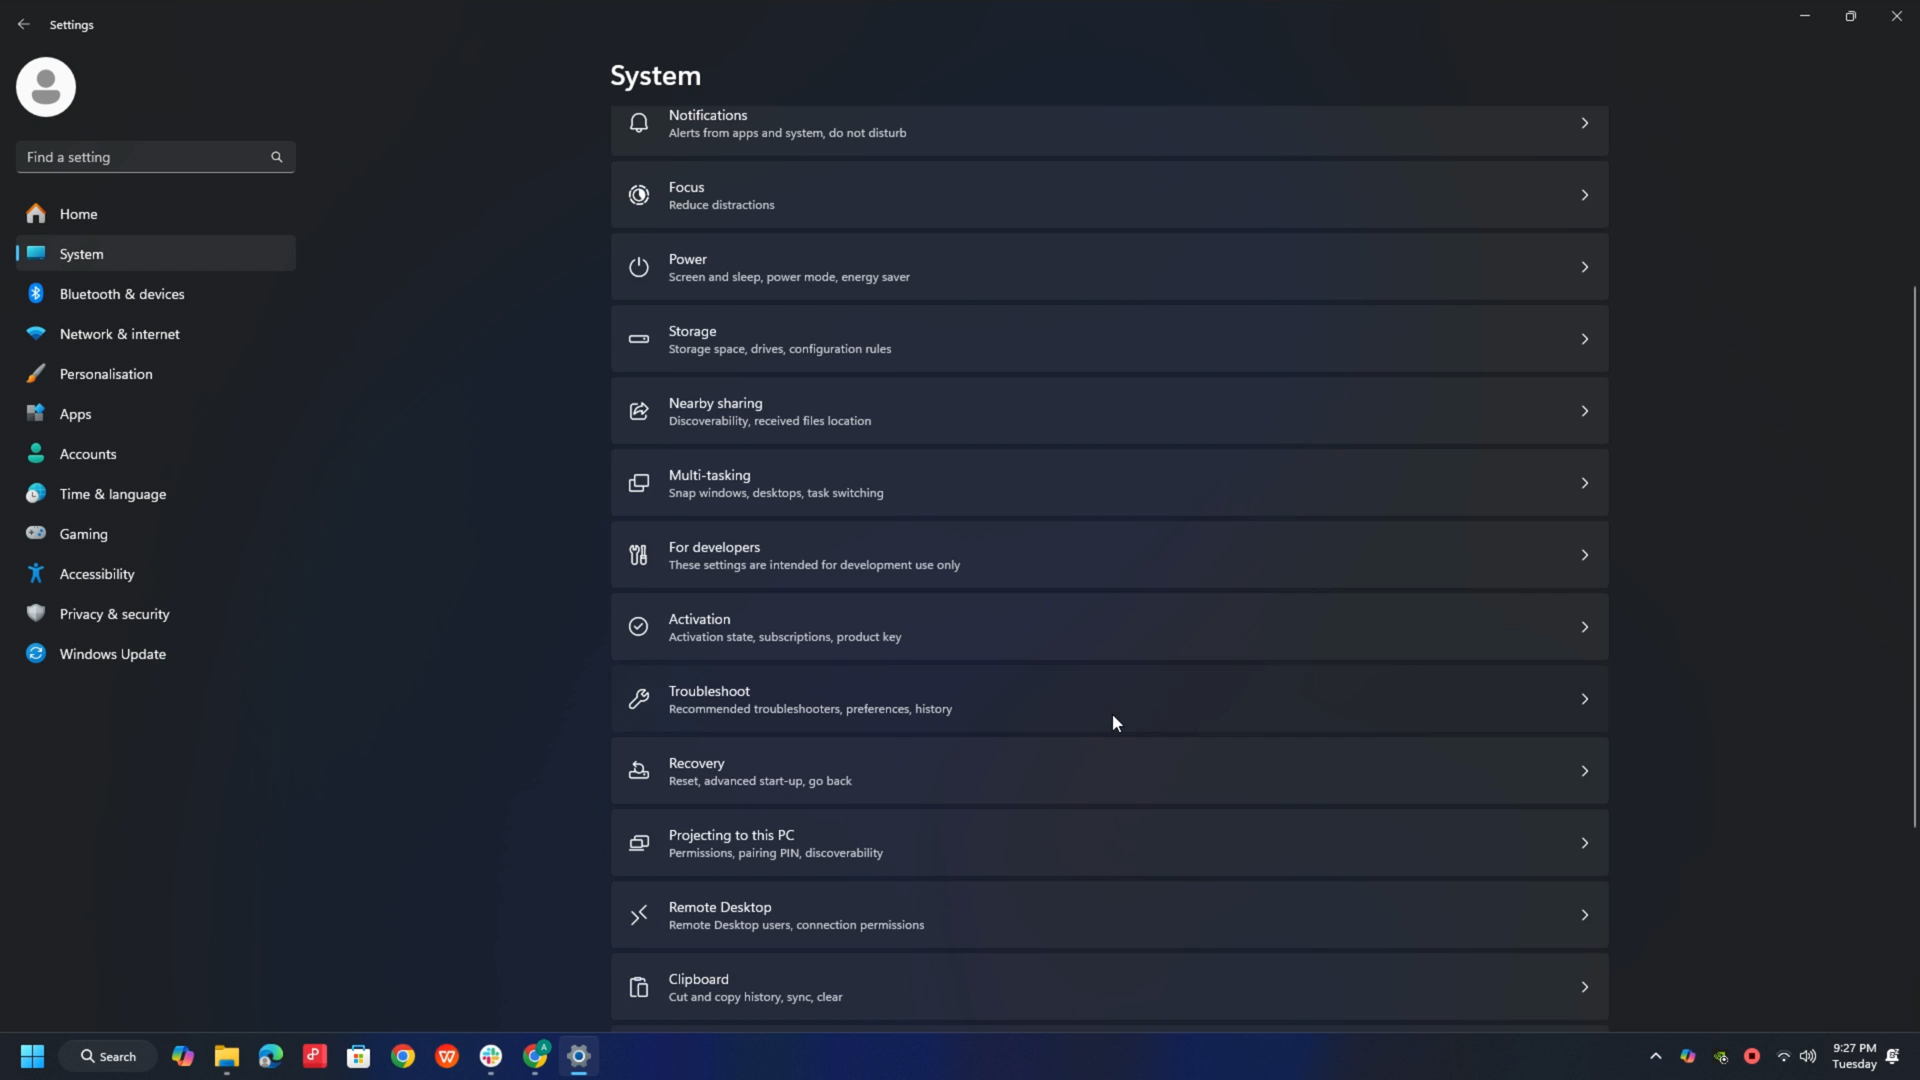 Settings
Find a setting
Home
System
Bluetooth & devices
Network & internet
Personalisation
Apps
Accounts
Time & language
Gaming
Accessibility
Privacy & security
Windows Update
System
Notifications
Alerts from apps and system, do not disturb
Focus
Reduce distractions
Power
Screen and sleep, power mode, energy saver
Storage
Storage space, drives, configuration rules
Nearby sharing
Discoverability, received files location
Multi-tasking
Snap windows, desktops, task switching
For developers
These settings are intended for development use only
Activation
Activation state, subscriptions, product key
Troubleshoot
Recommended troubleshooters, preferences, history
Recovery
Reset, advanced start-up, go back
Projecting to this PC
Permissions, pairing PIN, discoverability
Remote Desktop
Remote Desktop users, connection permissions
Clipboard
Cut and copy history, sync, clear
Search
A
9:27 PM
Tuesday